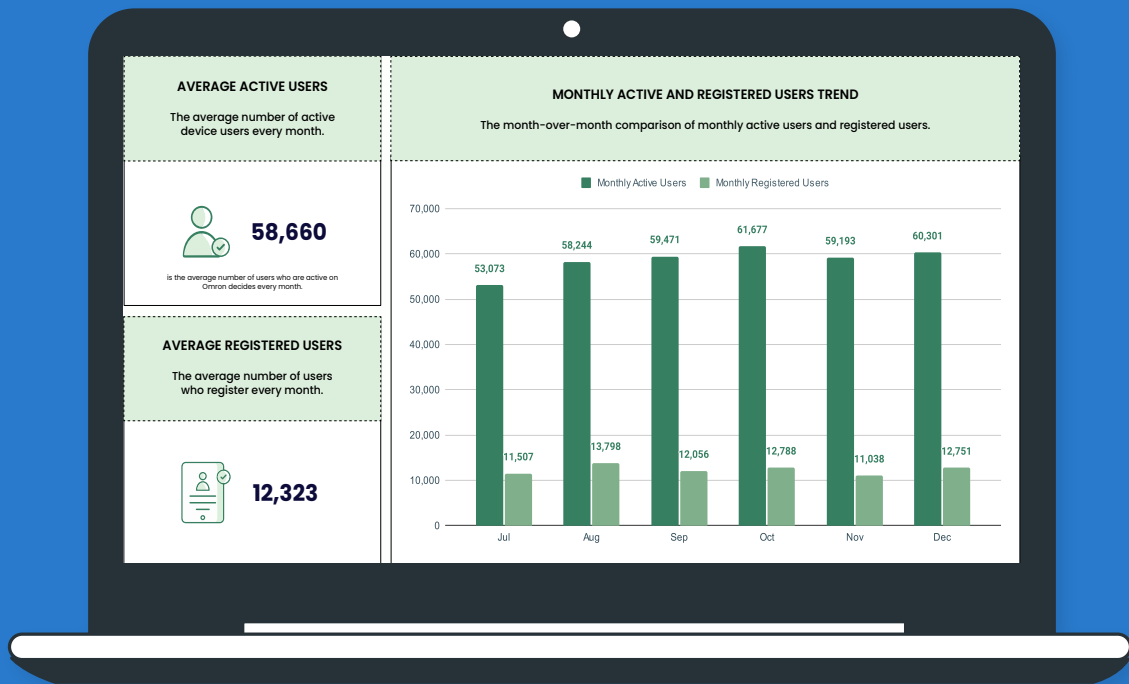 AVERAGE ACTIVE USERS
The average number of active
device users every month.
58,660
is the average number of users who are active on
Omron decides every month.
AVERAGE REGISTERED USERS
The average number of users
who register every month.
12,323
MONTHLY ACTIVE AND REGISTERED USERS TREND
The month-over-month comparison of monthly active users and registered users.
Monthly Active Users Monthly Registered Users
70,000
60,000
50,000
40,000
30,000
20,000
10,000
0
53,073
11,507
58,244
13,798
59,471
12,056
61,677
12,788
59,193
11,038
60,301
12,751
Jul Aug Sep Oct Nov Dec